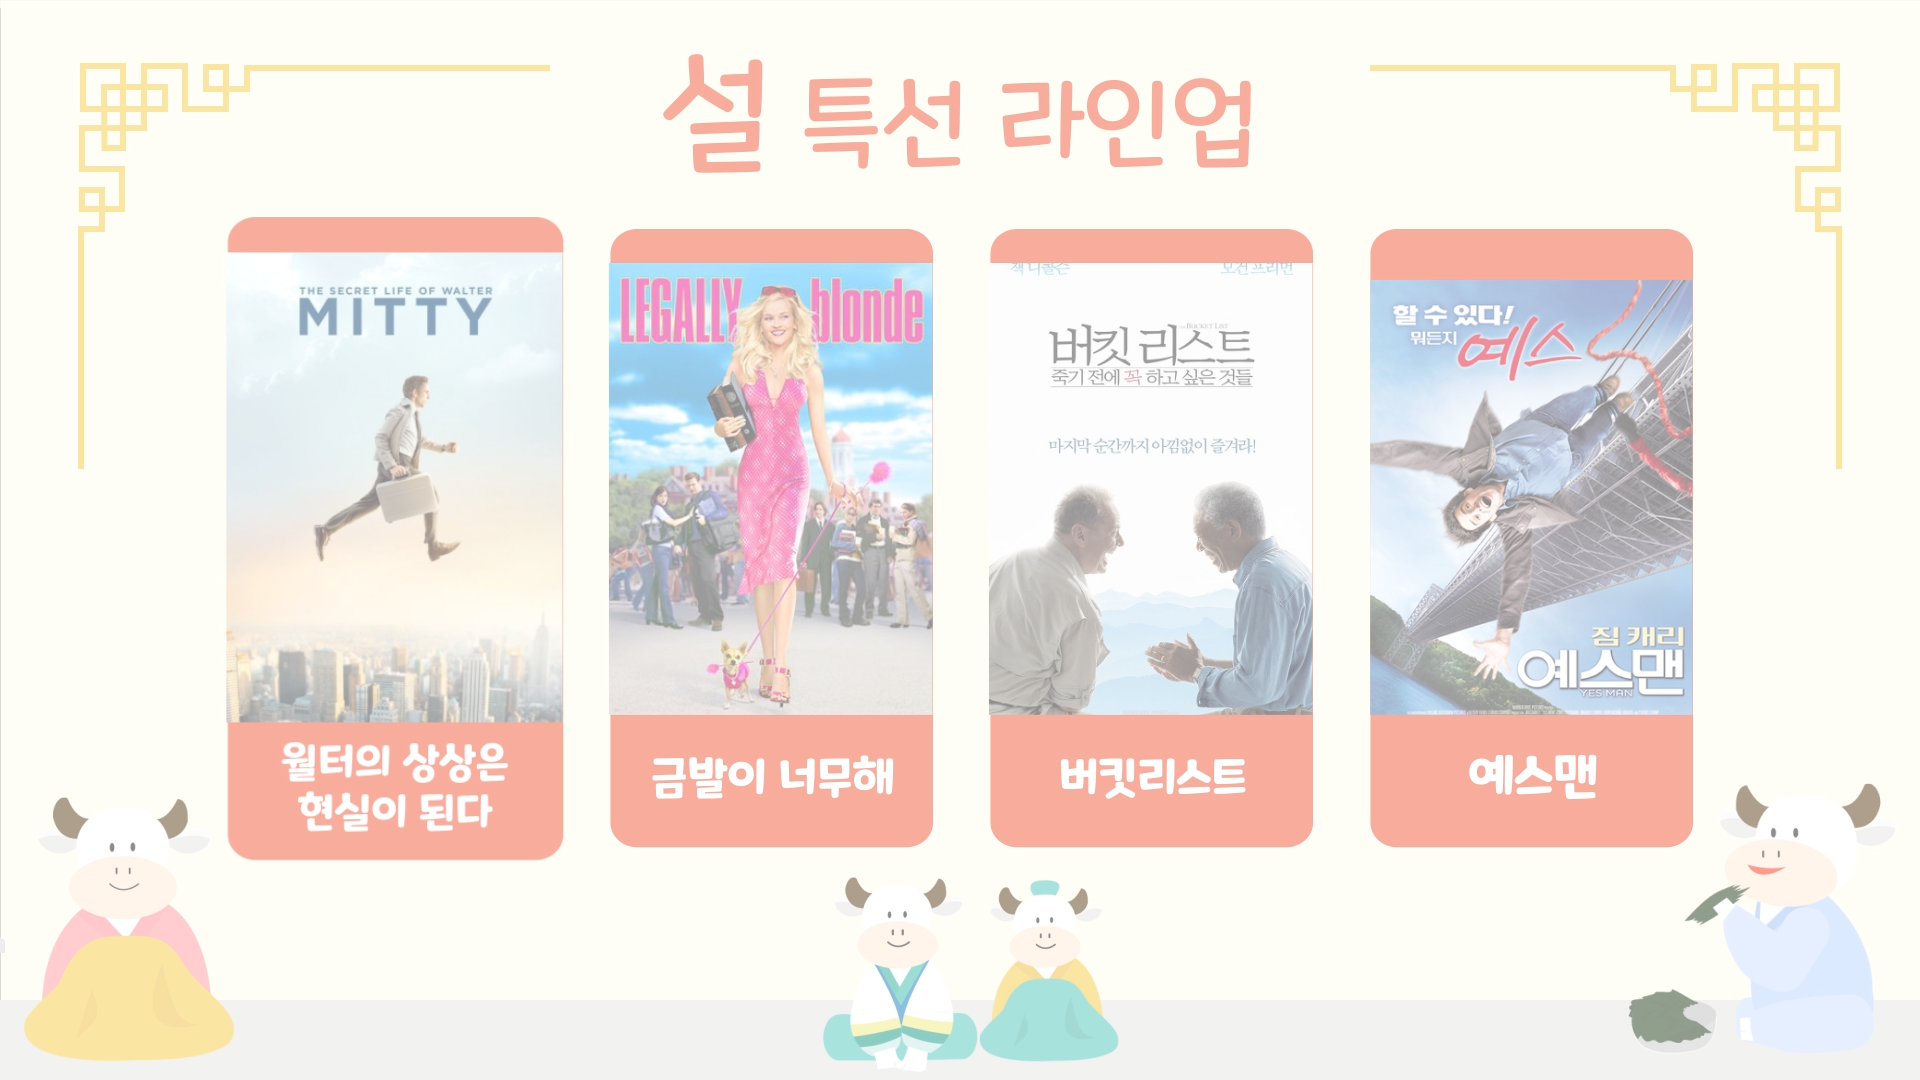 설 특선 라인업
THE SECRET LIFE OF WALTER
MITTY
월터의 상상은
현실이 된다
LEGALLY blonde
금발이 너무해
잭 니콜슨
모건 프리먼
THE BUCKET LIST
버킷 리스트
죽기 전에 꼭 하고 싶은 것들
마지막 순간까지 아낌없이 즐겨라!
버킷리스트
할 수 있다!
뭐든지 예스
짐 캐리
예스맨
YES MAN
예스맨